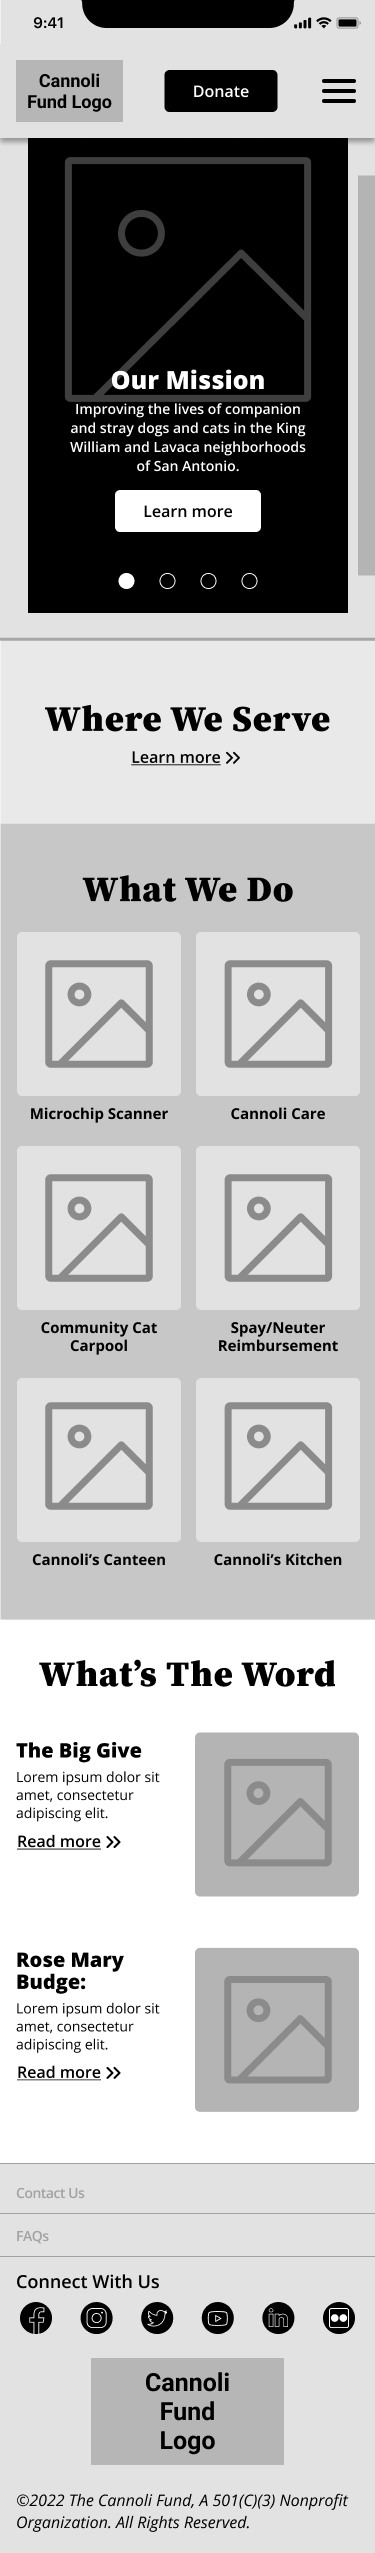 9:41
Cannoli
Fund Logo
Donate
Our Mission
Improving the lives of companion
and stray dogs and cats in the King
William and Lavaca neighborhoods
of San Antonio.
Learn more
Where We Serve
Learn more
What We Do
Microchip Scanner
Cannoli Care
Community Cat
Carpool
Spay/Neuter
Reimbursement
Cannoli’s Canteen
Cannoli’s Kitchen
What’s The Word
The Big Give
Lorem ipsum dolor sit
amet, consectetur
adipiscing elit.
Read more
Rose Mary
Budge:
Lorem ipsum dolor sit
amet, consectetur
adipiscing elit.
Read more
Contact Us
FAQs
Connect With Us
Cannoli
Fund
Logo
©2022 The Cannoli Fund, A 501(C)(3) Nonprofit
Organization. All Rights Reserved.